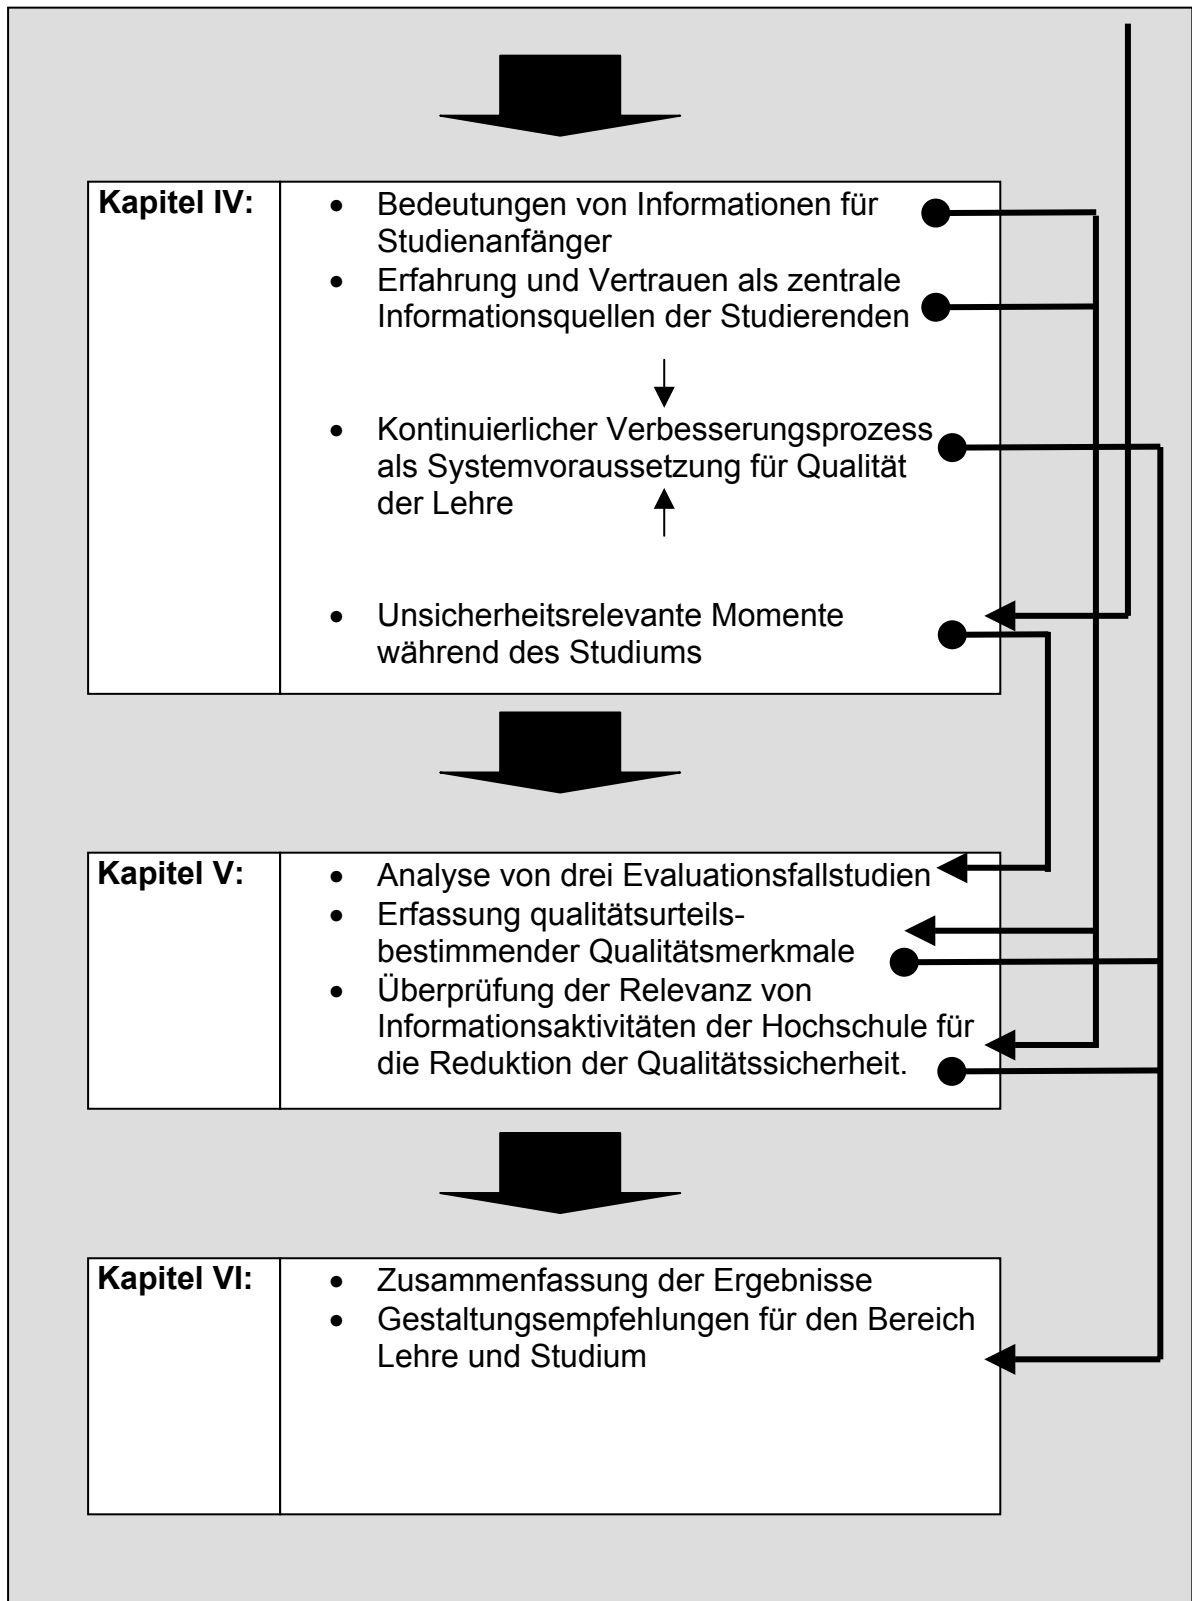 Kapitel IV:
• Bedeutungen von Informationen für
Studienanfänger
• Erfahrung und Vertrauen als zentrale
Informationsquellen der Studierenden
• Kontinuierlicher Verbesserungsprozess
als Systemvoraussetzung für Qualität
der Lehre
• Unsicherheitsrelevante Momente
während des Studiums
Kapitel V:
• Analyse von drei Evaluationsfallstudien
• Erfassung qualitätsurteils-
bestimmender Qualitätsmerkmale
• Überprüfung der Relevanz von
Informationsaktivitäten der Hochschule für
die Reduktion der Qualitätssicherheit.
Kapitel VI:
• Zusammenfassung der Ergebnisse
• Gestaltungsempfehlungen für den Bereich
Lehre und Studium